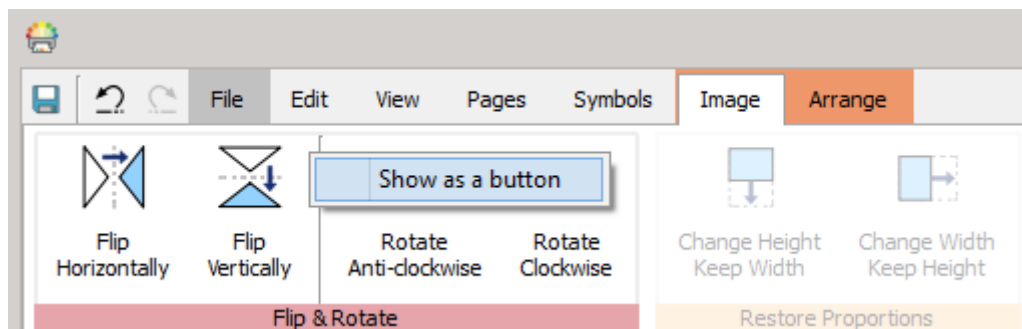 File Edit View Pages Symbols Image Arrange
Show as a button
Flip Flip Rotate Rotate Change Height Change Width
Horizontally Vertically Anti-clockwise Clockwise Keep Width Keep Height
Flip & Rotate Restore Proportions